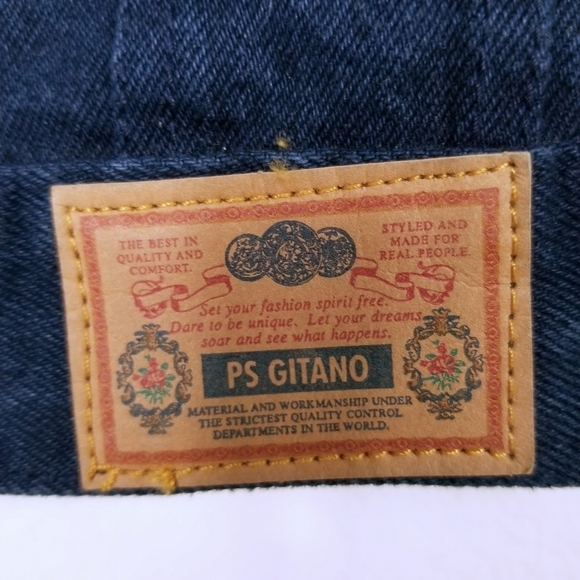 THE BEST IN
QUALITY AND
COMFORT.
STYLED AND
MADE FOR
REAL PEOPLE.
Set your fashion spirit free.
Dare to be unique. Let your dreams
soar and see what happens.
PS GITANO
MATERIAL AND WORKMANSHIP UNDER
THE STRICTEST QUALITY CONTROL
DEPARTMENTS IN THE WORLD.